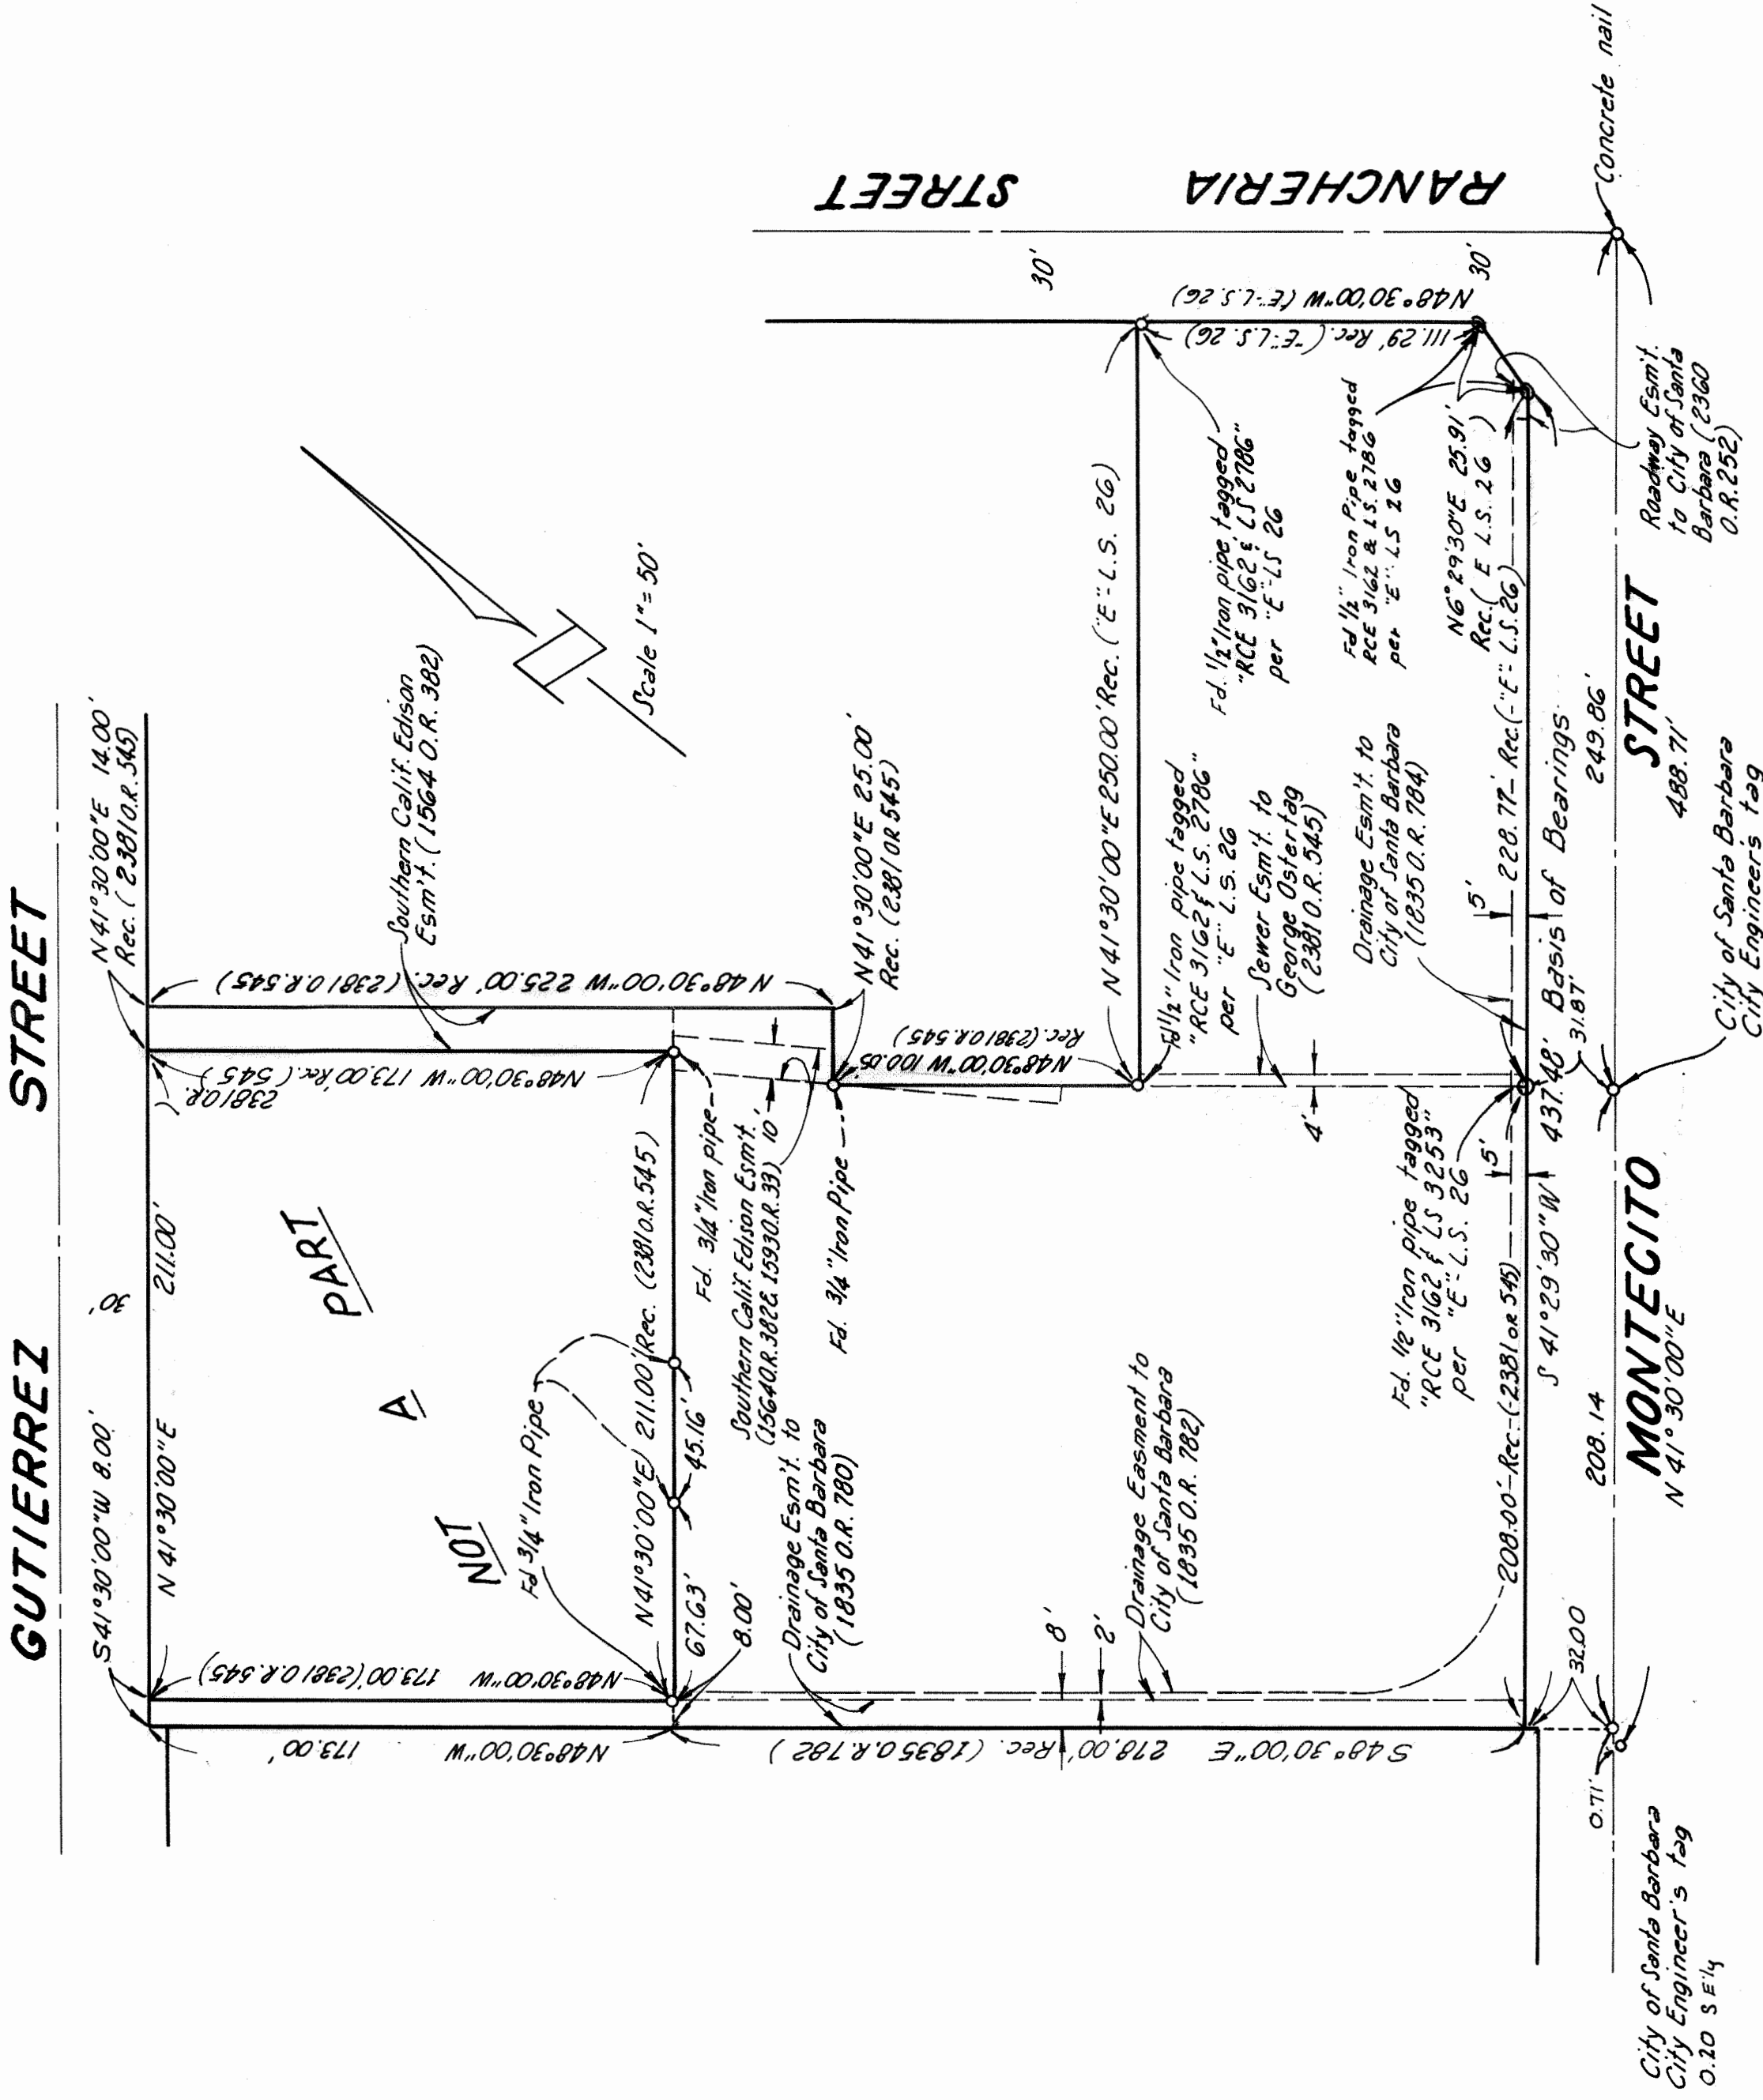 GUTIERREZ STREET
S41°30'00"W 8.00'
30'
N41°30'00"E 14.00'
Rec. (2381 O.R. 545)
N 41°30'00"E 211.00'
Southern Calif. Edison
Esm't. (1564 O.R. 382)
N48°30'00"W 173.00' (2381 O.R. 545)
N48°30'00"W 173.00'
N48°30'00"W 173.00' Rec. (
2381 O.R.
545)
N 48°30'00"W 225.00' Rec. (2381 O.R. 545)
NOT
A
PART
Scale 1"=50'
Fd 3/4" Iron Pipe
N41°30'00"E 211.00' Rec. (2381 O.R. 545)
67.63'
45.16'
8.00'
Fd. 3/4" Iron pipe
Southern Calif. Edison Esm't.
(1564 O.R. 382 & 1593 O.R. 33)
10'
Drainage Esm't. to
City of Santa Barbara
(1835 O.R. 780)
Fd. 3/4" Iron Pipe
N41°30'00"E 25.00'
Rec. (2381 OR 545)
N48°30'00"W 100.05'
Rec. (2381 O.R. 545)
N 41°30'00"E 250.00' Rec. ("E"-L.S. 26)
S48°30'00"E 218.00' Rec. (1835 O.R. 782)
8'
2'
Drainage Easment to
City of Santa Barbara
(1835 O.R. 782)
4'
Fd 1/2" Iron pipe tagged
"RCE 3162 & L.S. 2786"
per "E" L.S. 26
Sewer Esm't. to
George Ostertag
(2381 O.R. 545)
Drainage Esm't. to
City of Santa Barbara
(1835 O.R. 784)
Fd. 1/2" Iron pipe tagged
"RCE 3162 & LS 2786"
per "E"-LS 26
Fd 1/2" Iron Pipe tagged
RCE 3162 & L.S. 2786
per "E" LS 26
N6°29'30"E 25.91'
Rec. ( E L.S. 26 )
111.29' Rec. ("E"-L.S. 26)
N48°30'00"W ("E"-L.S. 26)
30'
30'
RANCHERIA STREET
Fd. 1/2" Iron pipe tagged
"RCE 3162 & LS 3253"
per "E"-L.S. 26
208.00' Rec. (2381 OR 545)
5'
5'
228.77' Rec. ("E"-L.S. 26)
S 41°29'30"W 437.48' Basis of Bearings
31.87'
32.00
0.71'
208.14
249.86'
MONTECITO STREET
N 41°30'00"E 488.71'
Concrete nail
Roadway Esm't.
to City of Santa
Barbara (2360
O.R. 252)
City of Santa Barbara
City Engineer's tag
City of Santa Barbara
City Engineer's tag
0.20 S E'ly